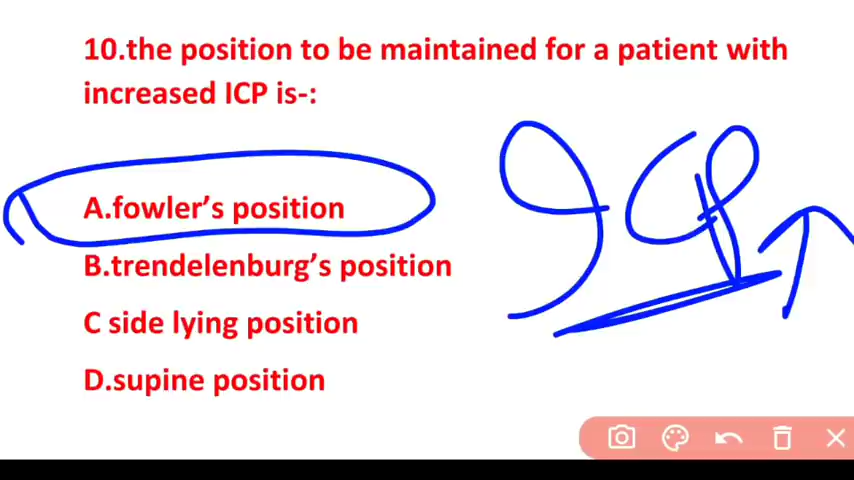 10.the position to be maintained for a patient with
increased ICP is-:
A.fowler's position
ICP
B.trendelenburg's position
C side lying position
D.supine position